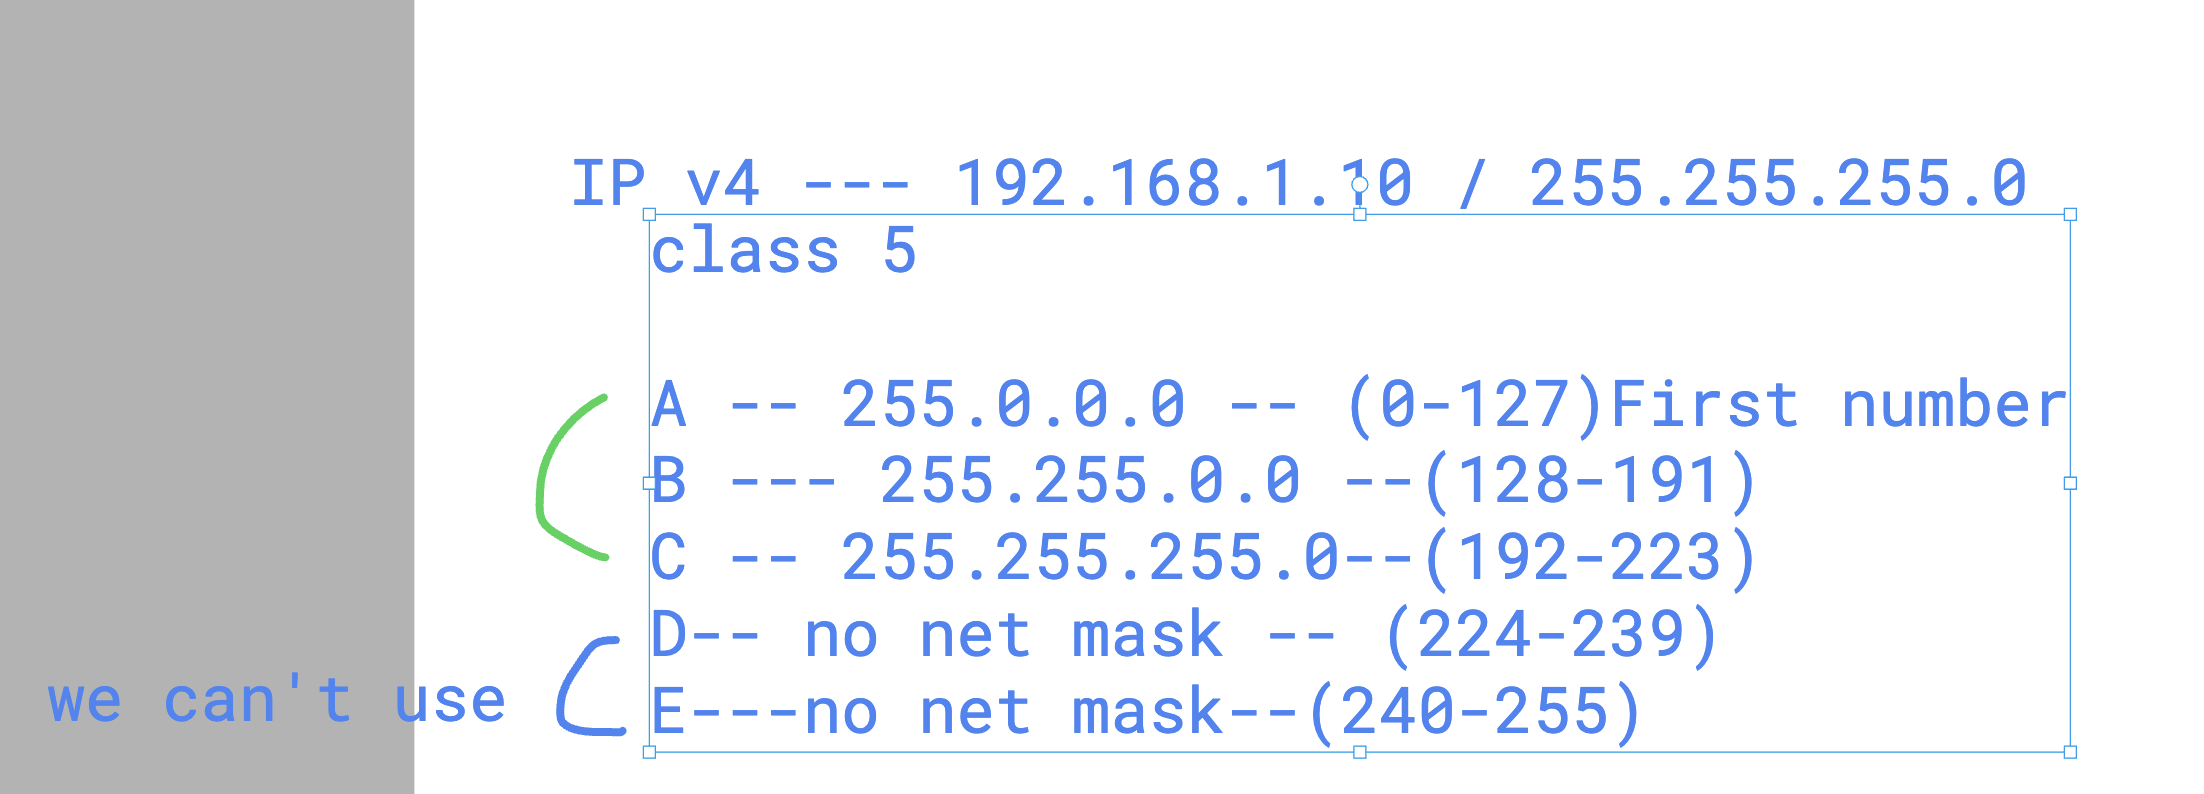 IP v4 --- 192.168.1.10 / 255.255.255.0
class 5
A -- 255.0.0.0 -- (0-127)First number
B --- 255.255.0.0 --(128-191)
C -- 255.255.255.0--(192-223)
D-- no net mask -- (224-239)
we can't use
E---no net mask--(240-255)